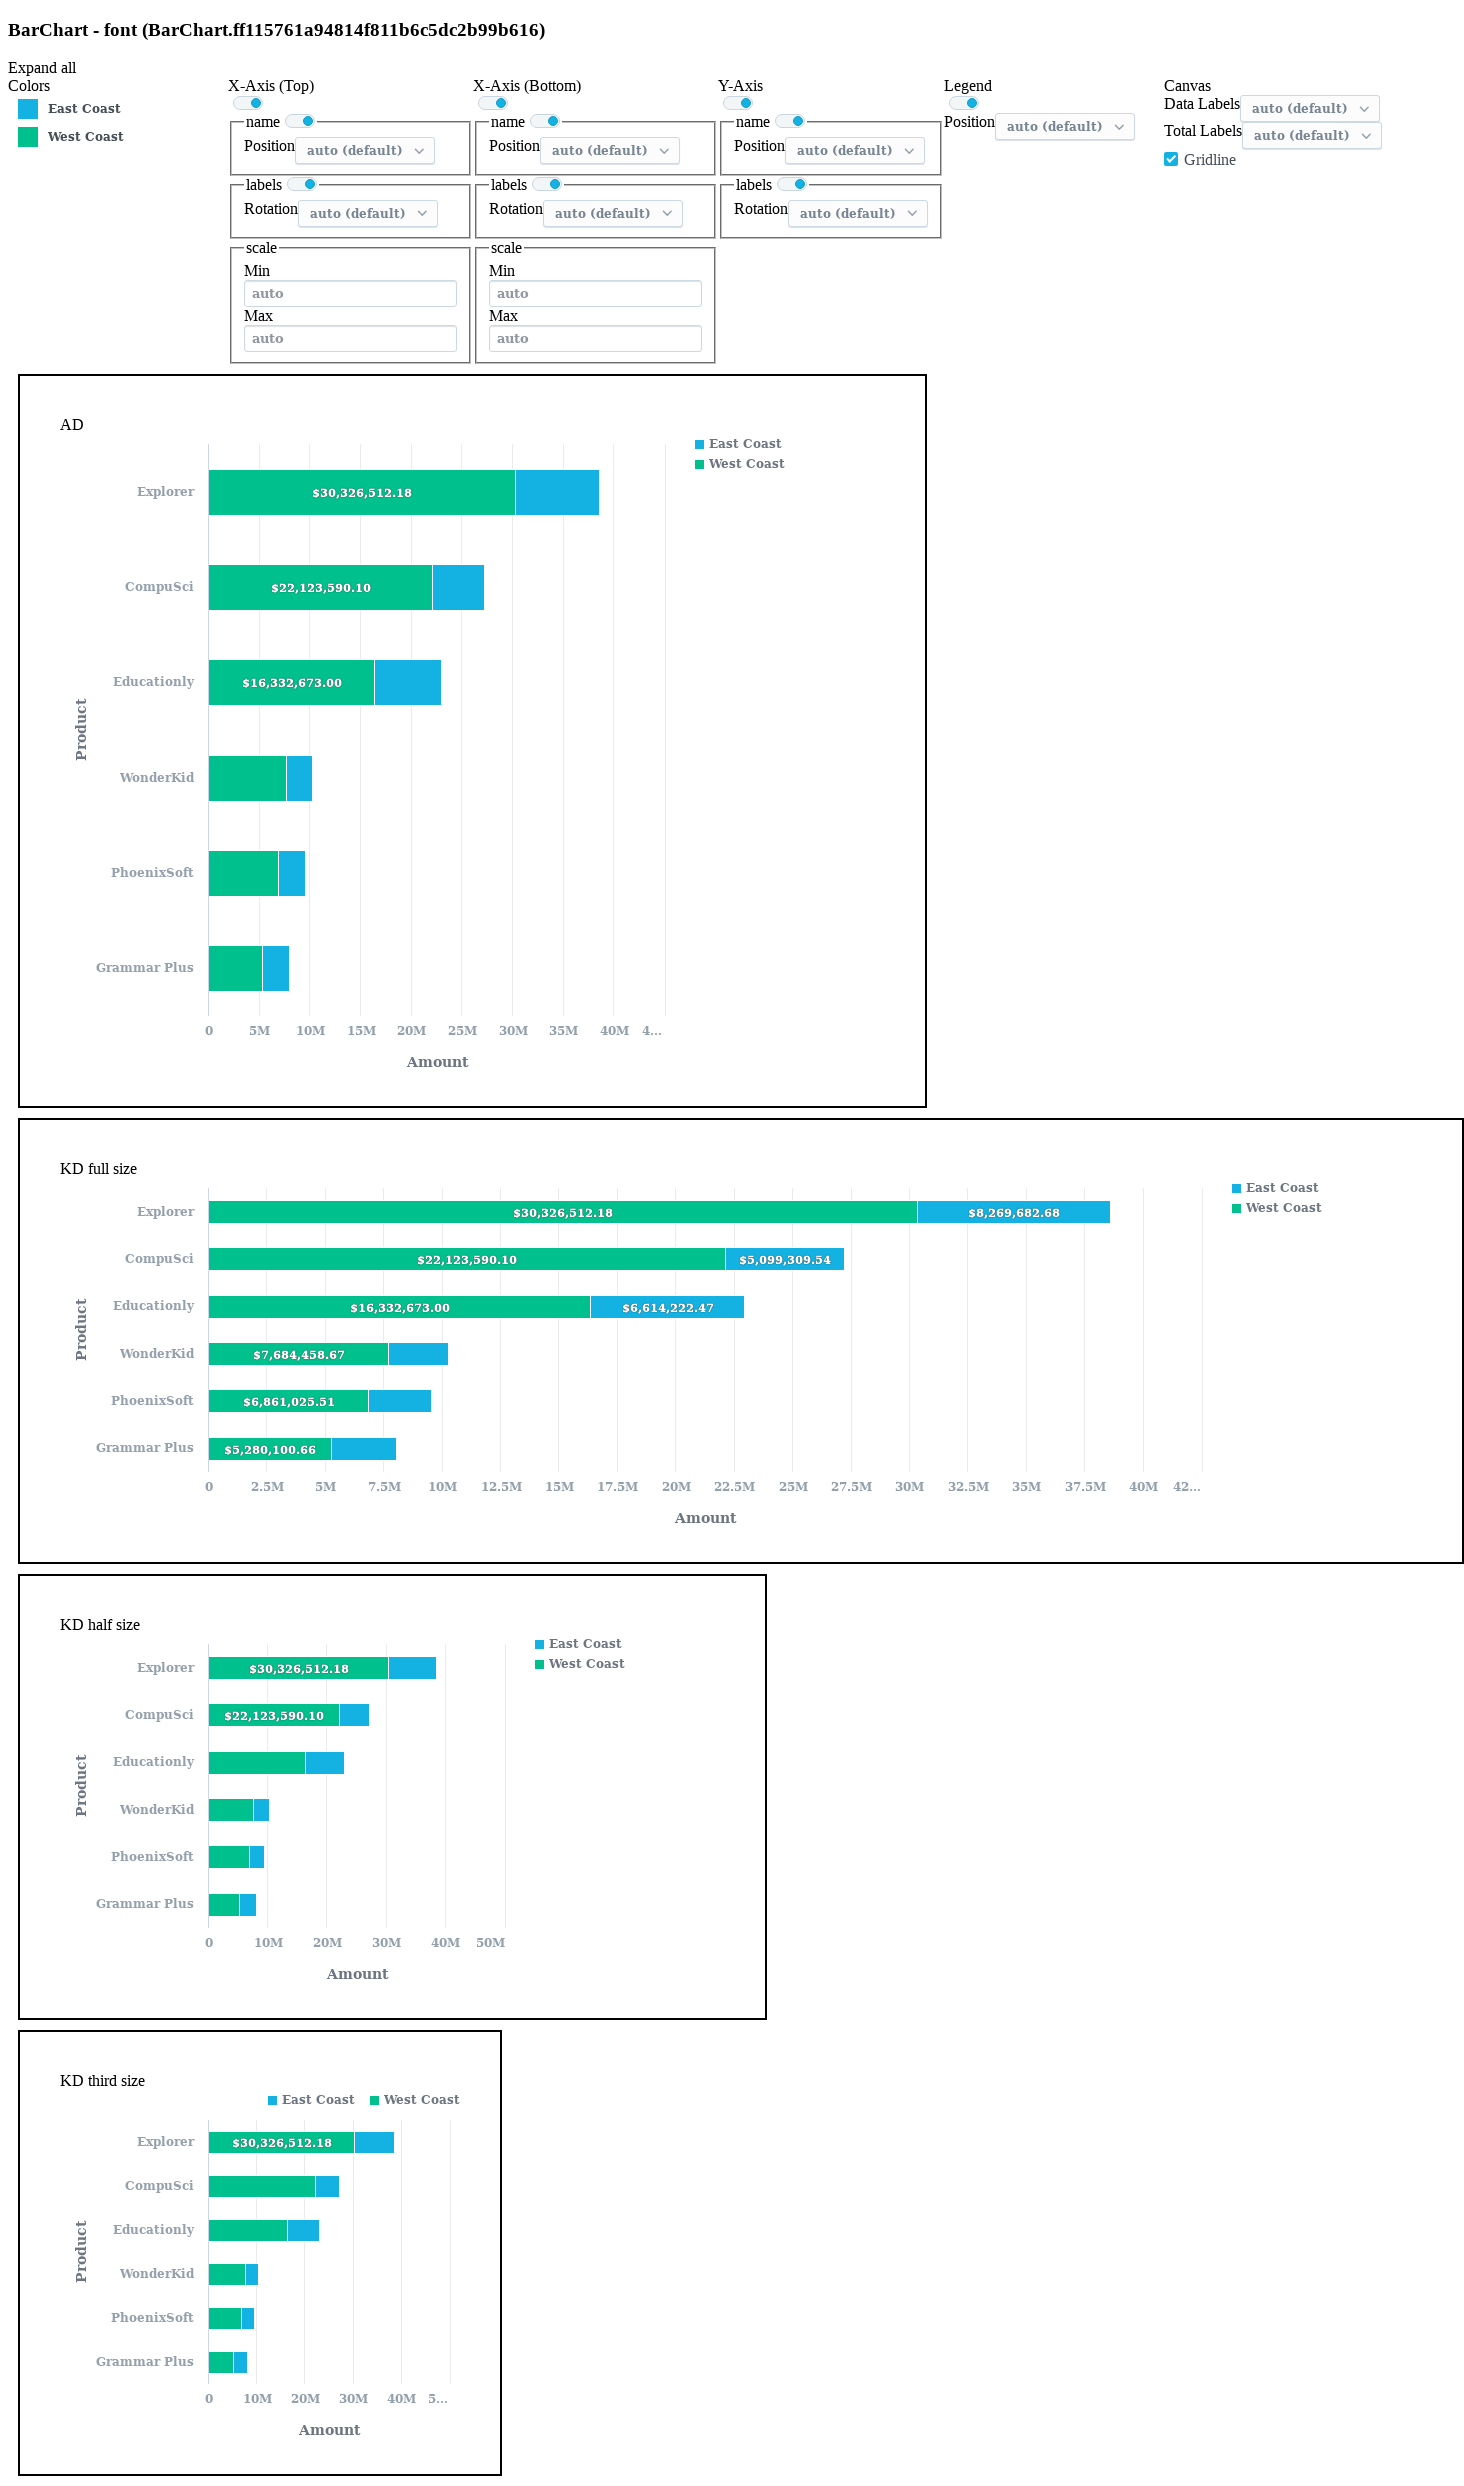 BarChart - font (BarChart.ff115761a94814f811b6c5dc2b99b616)
Expand all
Colors
East Coast
West Coast
X-Axis (Top)
name
Position auto (default)
labels
Rotation auto (default)
scale
Min
auto
Max
auto
X-Axis (Bottom)
name
Position auto (default)
labels
Rotation auto (default)
scale
Min
auto
Max
auto
Y-Axis
name
Position auto (default)
labels
Rotation auto (default)
Legend
Position auto (default)
Canvas
Data Labels auto (default)
Total Labels auto (default)
Gridline
AD
East Coast
West Coast
Explorer $30,326,512.18
CompuSci $22,123,590.10
Educationly $16,332,673.00
Product
WonderKid
PhoenixSoft
Grammar Plus
0 5M 10M 15M 20M 25M 30M 35M 40M 4...
Amount
KD full size
East Coast
West Coast
Explorer $30,326,512.18 $8,269,682.68
CompuSci $22,123,590.10 $5,099,309.54
Educationly $16,332,673.00 $6,614,222.47
Product
WonderKid $7,684,458.67
PhoenixSoft $6,861,025.51
Grammar Plus $5,280,100.66
0 2.5M 5M 7.5M 10M 12.5M 15M 17.5M 20M 22.5M 25M 27.5M 30M 32.5M 35M 37.5M 40M 42...
Amount
KD half size
East Coast
West Coast
Explorer $30,326,512.18
CompuSci $22,123,590.10
Educationly
Product
WonderKid
PhoenixSoft
Grammar Plus
0 10M 20M 30M 40M 50M
Amount
KD third size
East Coast West Coast
Explorer $30,326,512.18
CompuSci
Educationly
Product
WonderKid
PhoenixSoft
Grammar Plus
0 10M 20M 30M 40M 5...
Amount